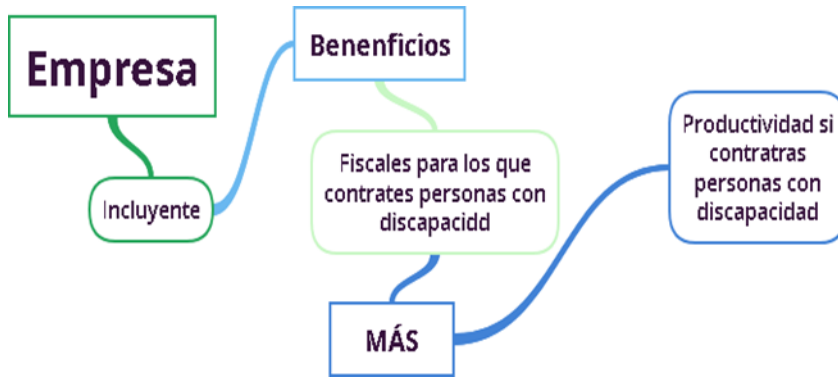 Empresa
Incluyente
Benenficios
Fiscales para los que
contrates personas con
discapacidd
MÁS
Productividad si
contratras
personas con
discapacidad